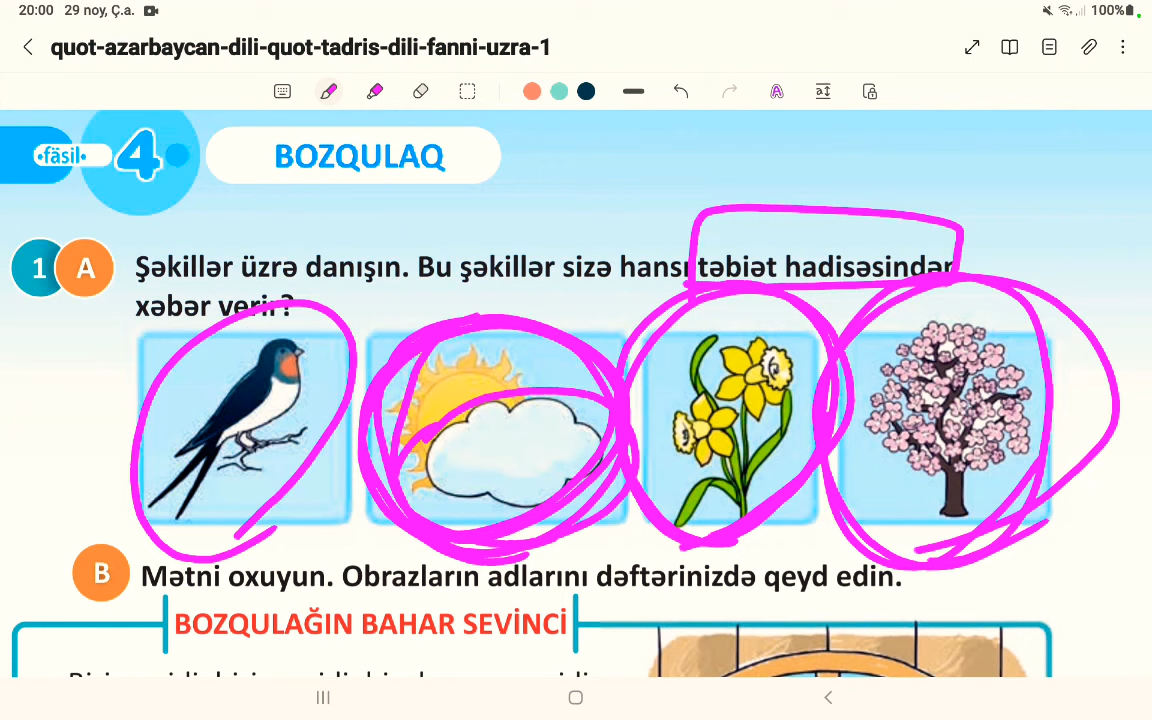 20:00 29 noy, Ç.a. 100%
quot-azarbaycan-dili-quot-tadris-dili-fanni-uzra-1
•fəsil• 4 BOZQULAQ
1 A Şəkillər üzrə danışın. Bu şəkillər sizə hansı təbiət hadisəsindən
xəbər verir?
B Mətni oxuyun. Obrazların adlarını dəftərinizdə qeyd edin.
BOZQULAĞIN BAHAR SEVİNCİ